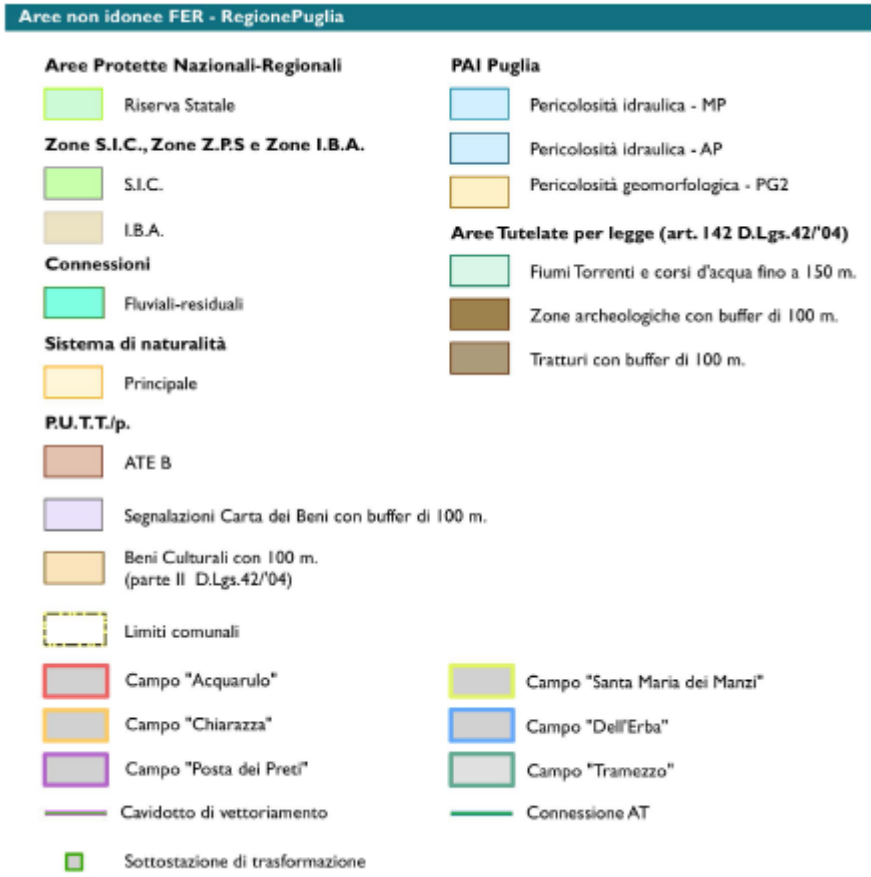 Aree non idonee FER - RegionePuglia
Aree Protette Nazionali-Regionali
Riserva Statale
Zone S.I.C., Zone Z.P.S e Zone I.B.A.
S.I.C.
I.B.A.
Connessioni
Fluviali-residuali
Sistema di naturalità
Principale
P.U.T.T./p.
ATE B
Segnalazioni Carta dei Beni con buffer di 100 m.
Beni Culturali con 100 m.
(parte II D.Lgs.42/'04)
Limiti comunali
Campo "Acquarulo"
Campo "Chiarazza"
Campo "Posta dei Preti"
Cavidotto di vettoriamento
Sottostazione di trasformazione
PAI Puglia
Pericolosità idraulica - MP
Pericolosità idraulica - AP
Pericolosità geomorfologica - PG2
Aree Tutelate per legge (art. 142 D.Lgs.42/'04)
Fiumi Torrenti e corsi d'acqua fino a 150 m.
Zone archeologiche con buffer di 100 m.
Tratturi con buffer di 100 m.
Campo "Santa Maria dei Manzi"
Campo "Dell'Erba"
Campo "Tramezzo"
Connessione AT